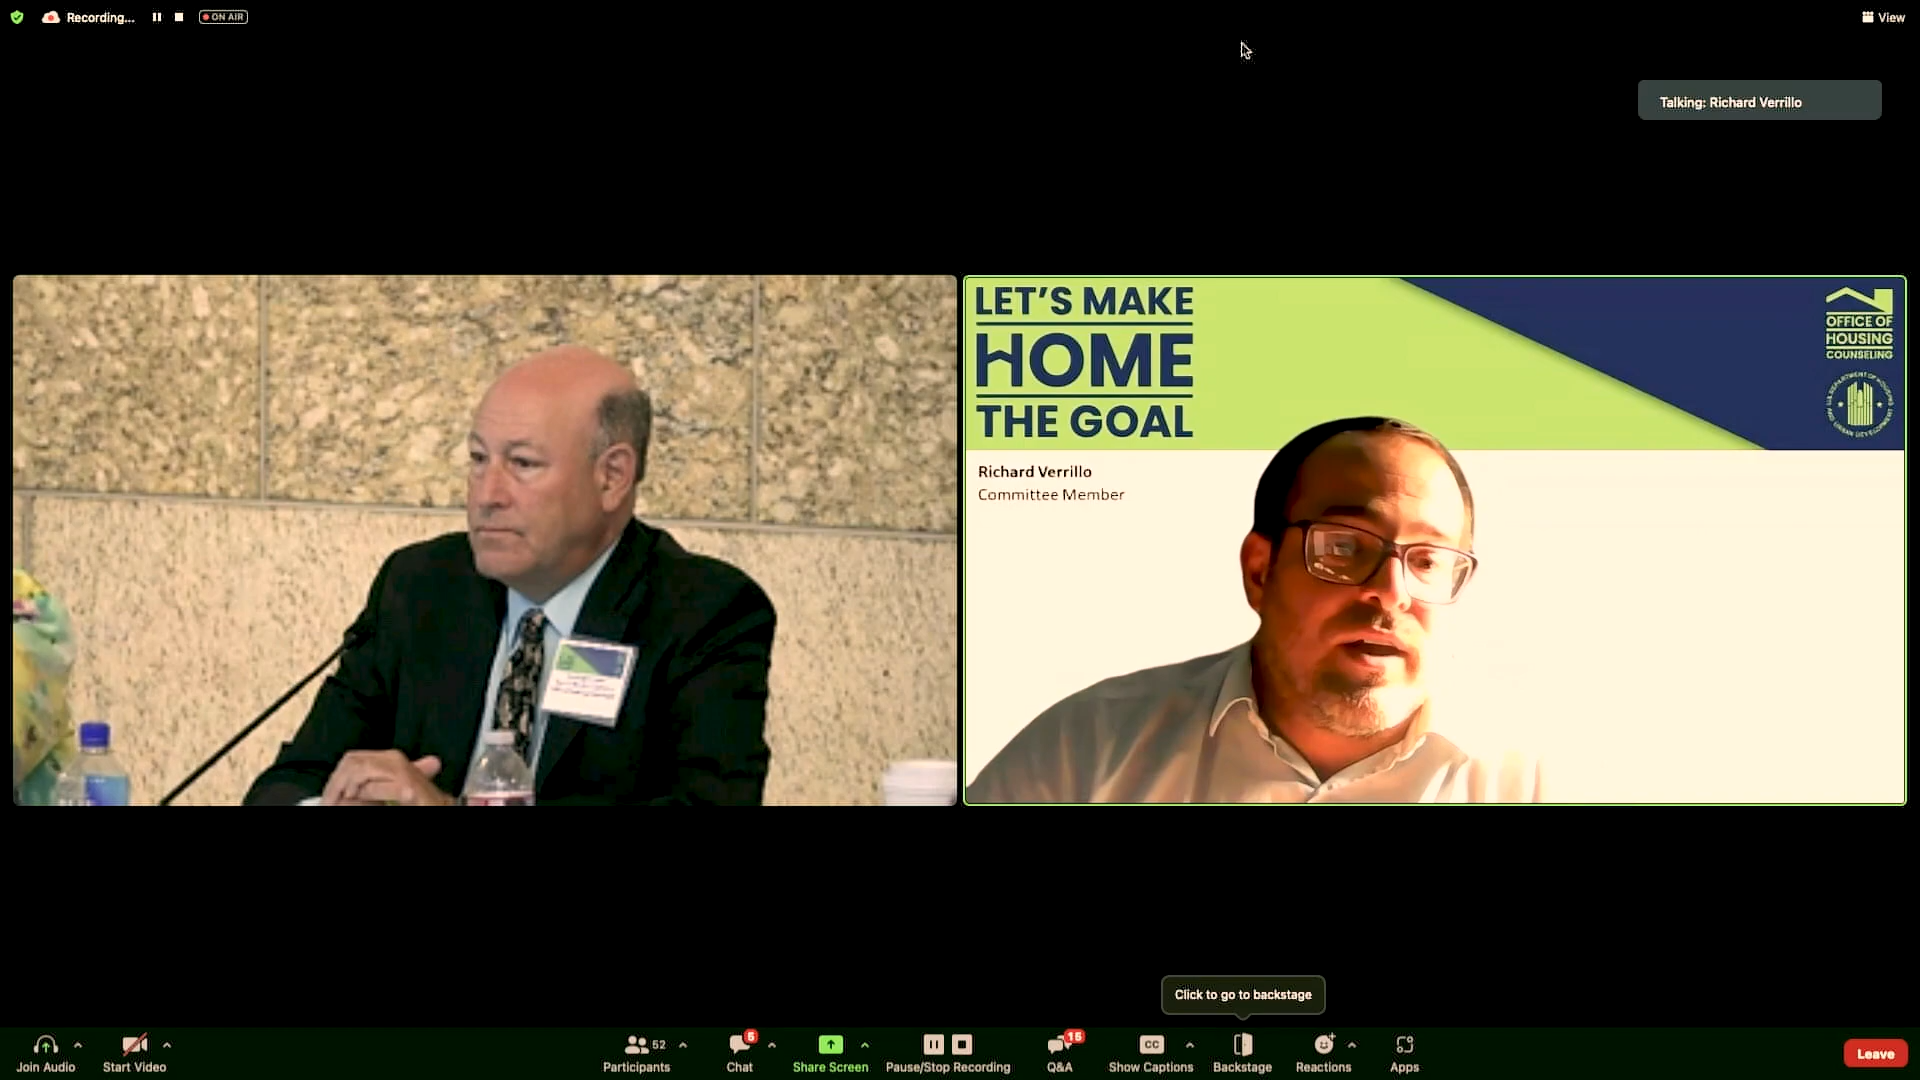 Recording...
ON AIR
View
Talking: Richard Verrillo
LET'S MAKE
HOME
THE GOAL
OFFICE OF
HOUSING
COUNSELING
Richard Verrillo
Committee Member
Click to go to backstage
Join Audio
Start Video
52
Participants
5
Chat
Share Screen
Pause/Stop Recording
15
Q&A
CC
Show Captions
Backstage
Reactions
Apps
Leave